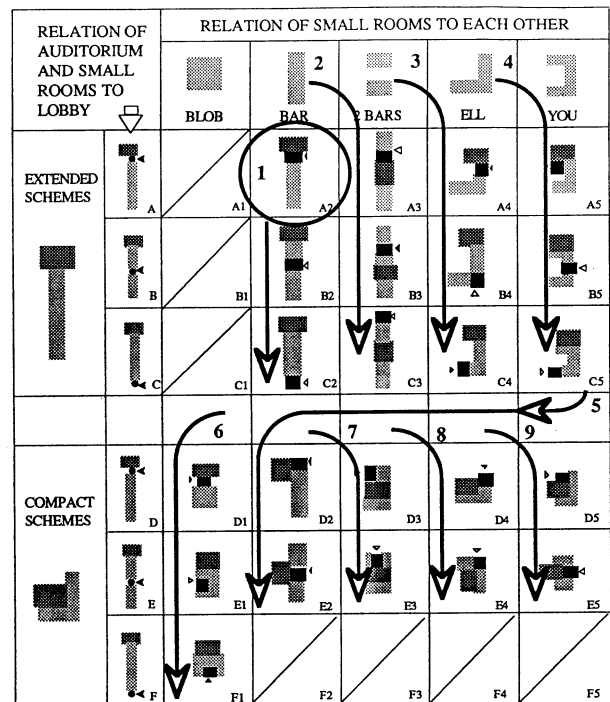 RELATION OF
AUDITORIUM
AND SMALL
ROOMS TO
LOBBY
RELATION OF SMALL ROOMS TO EACH OTHER
2 3 4
BLOB BAR 2 BARS ELL YOU
EXTENDED
SCHEMES
1
A A1 A2 A3 A4 A5
B B1 B2 B3 B4 B5
C C1 C2 C3 C4 C5
5
6 7 8 9
COMPACT
SCHEMES
D D1 D2 D3 D4 D5
E E1 E2 E3 E4 E5
F F1 F2 F3 F4 F5